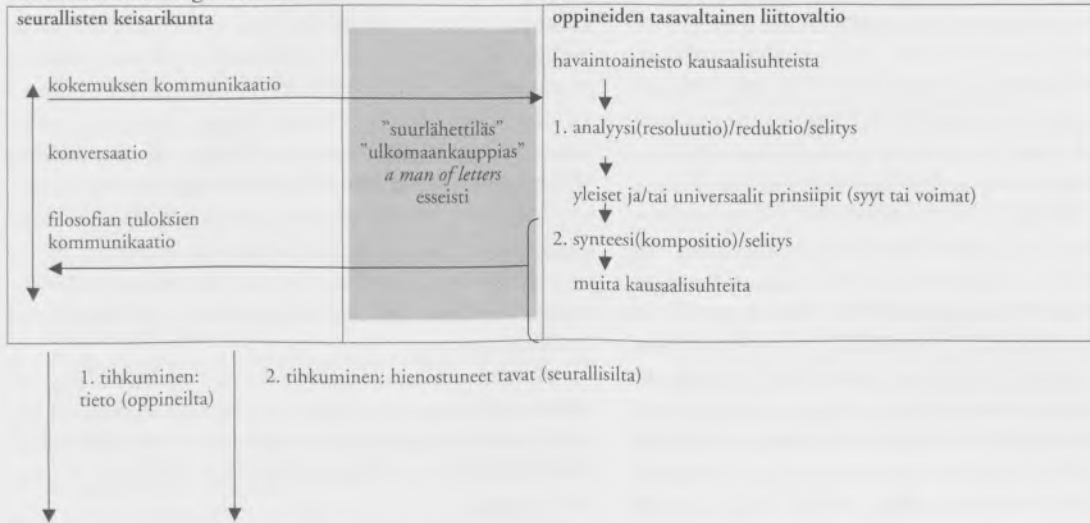 seurallisten keisarikunta
kokemuksen kommunikaatio
konversaatio
filosofian tuloksien
kommunikaatio
"suurlähettiläs"
"ulkomaankauppias"
a man of letters
esseisti
oppineiden tasavaltainen liittovaltio
havaintoaineisto kausaalisuhteista
1. analyysi(resoluutio)/reduktio/selitys
yleiset ja/tai universaalit prinsiipit (syyt tai voimat)
2. synteesi(kompositio)/selitys
muita kausaalisuhteita
1. tihkuminen:
tieto (oppineilta)
2. tihkuminen: hienostuneet tavat (seurallisilta)